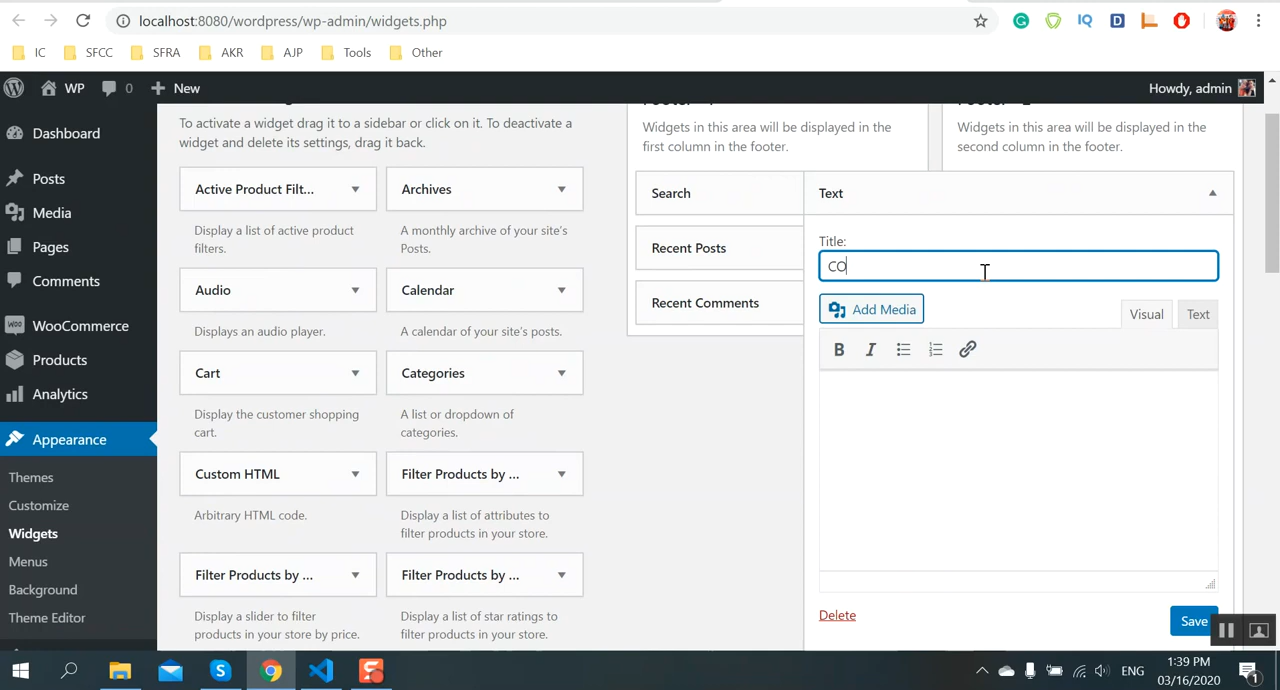 localhost:8080/wordpress/wp-admin/widgets.php
IC SFCC SFRA AKR AJP Tools Other
WP 0 New Howdy, admin
Dashboard
Posts
Media
Pages
Comments
WooCommerce
Products
Analytics
Appearance
Themes
Customize
Widgets
Menus
Background
Theme Editor
To activate a widget drag it to a sidebar or click on it. To deactivate a
widget and delete its settings, drag it back.
Active Product Filt...
Display a list of active product
filters.
Archives
A monthly archive of your site's
Posts.
Audio
Displays an audio player.
Calendar
A calendar of your site's posts.
Cart
Display the customer shopping
cart.
Categories
A list or dropdown of
categories.
Custom HTML
Arbitrary HTML code.
Filter Products by ...
Display a list of attributes to
filter products in your store.
Filter Products by ...
Display a slider to filter
products in your store by price.
Filter Products by ...
Display a list of star ratings to
filter products in your store.
Widgets in this area will be displayed in the
first column in the footer.
Search
Recent Posts
Recent Comments
Widgets in this area will be displayed in the
second column in the footer.
Text
Title:
CO
Add Media
Visual Text
B I
Delete
Save
ENG
1:39 PM
03/16/2020
1